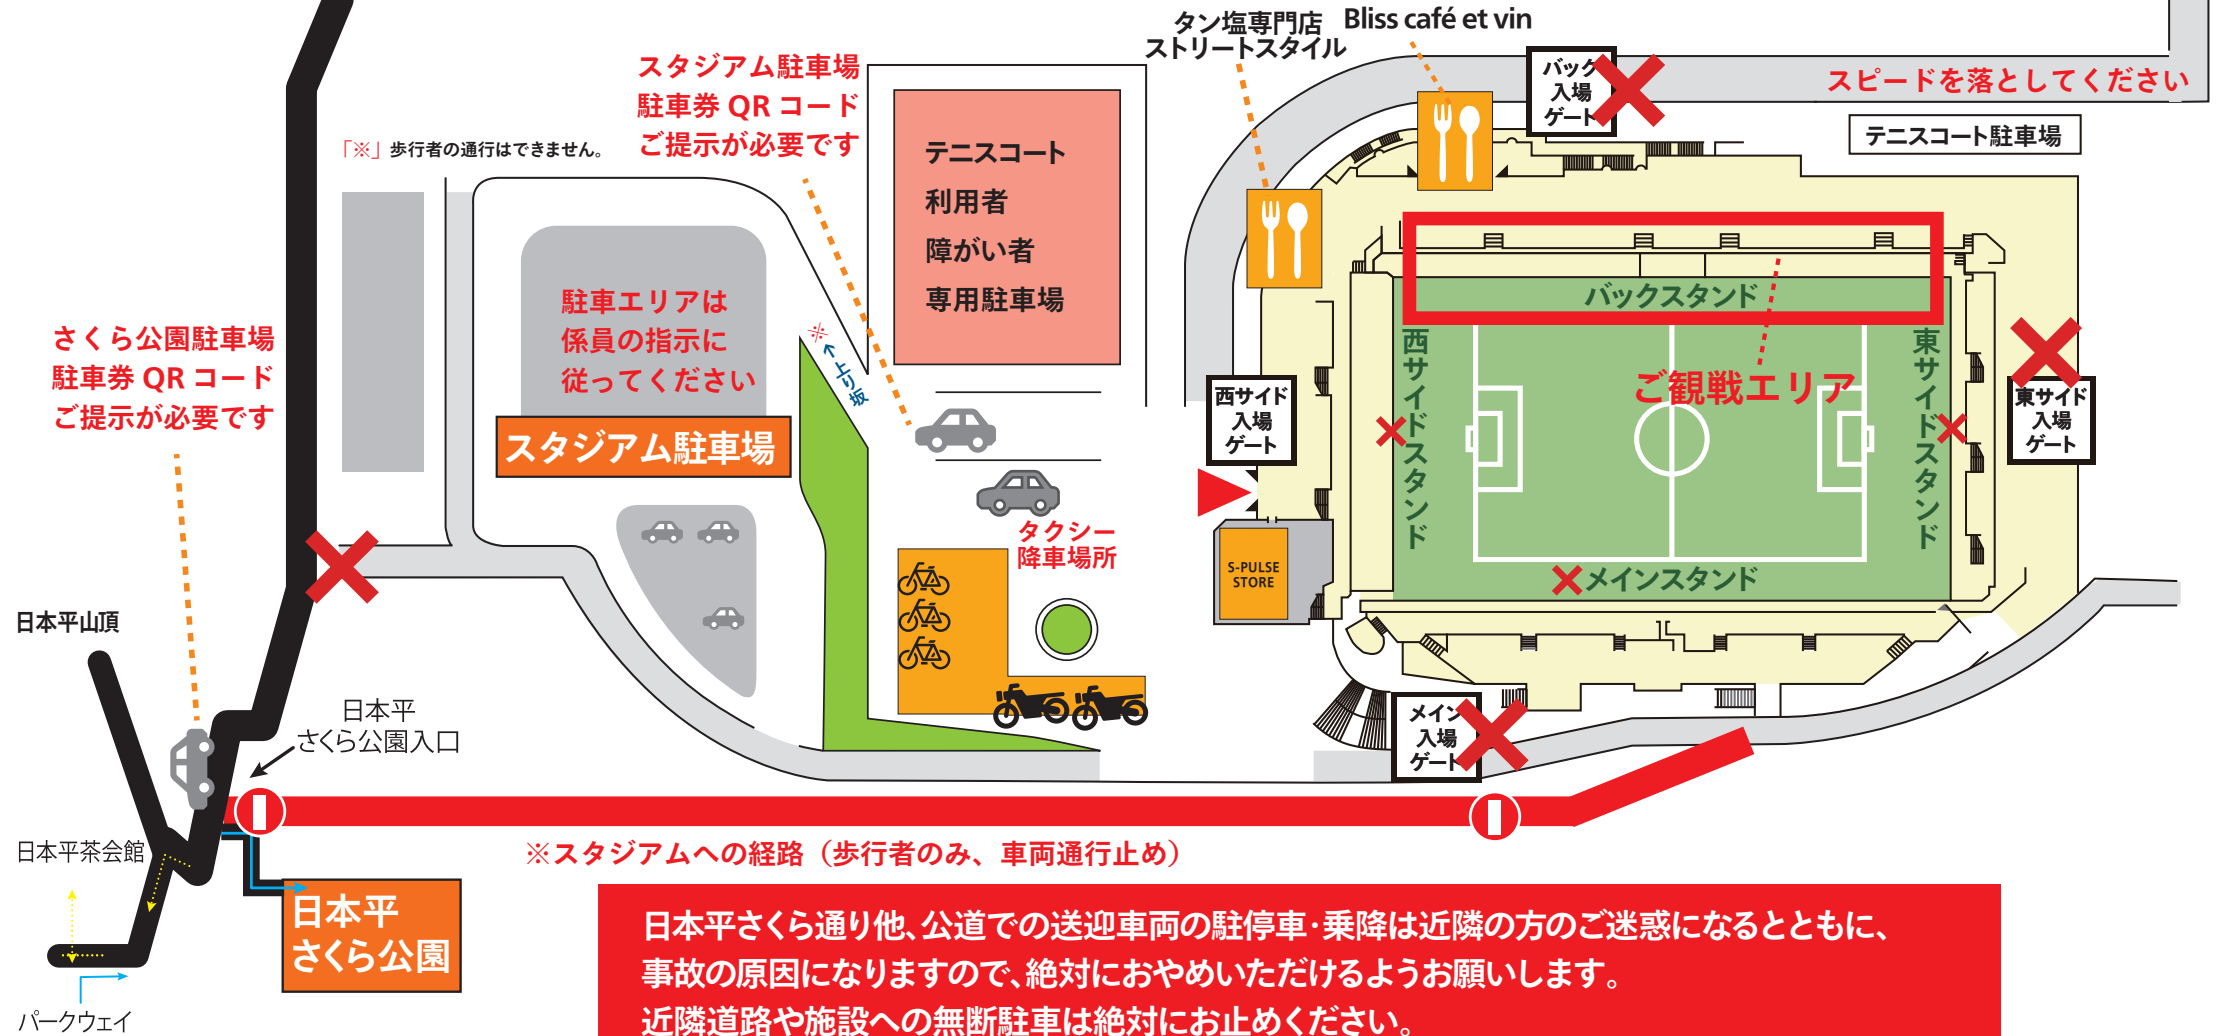 タン塩専門店
ストリートスタイル
Bliss café et vin
スタジアム駐車場
駐車券 QR コード
ご提示が必要です
「※」歩行者の通行はできません。
バック
入場
ゲート
スピードを落としてください
テニスコート駐車場
テニスコート
利用者
障がい者
専用駐車場
駐車エリアは
係員の指示に
従ってください
スタジアム駐車場
※
←上り坂
さくら公園駐車場
駐車券 QR コード
ご提示が必要です
バックスタンド
西サイドスタンド
東サイドスタンド
ご観戦エリア
メインスタンド
西サイド
入場
ゲート
東サイド
入場
ゲート
タクシー
降車場所
S-PULSE
STORE
メイン
入場
ゲート
日本平山頂
日本平
さくら公園入口
日本平茶会館
日本平
さくら公園
パークウェイ
※スタジアムへの経路（歩行者のみ、車両通行止め）
日本平さくら通り他、公道での送迎車両の駐停車・乗降は近隣の方のご迷惑になるとともに、
事故の原因になりますので、絶対におやめいただけるようお願いします。
近隣道路や施設への無断駐車は絶対にお止めください。